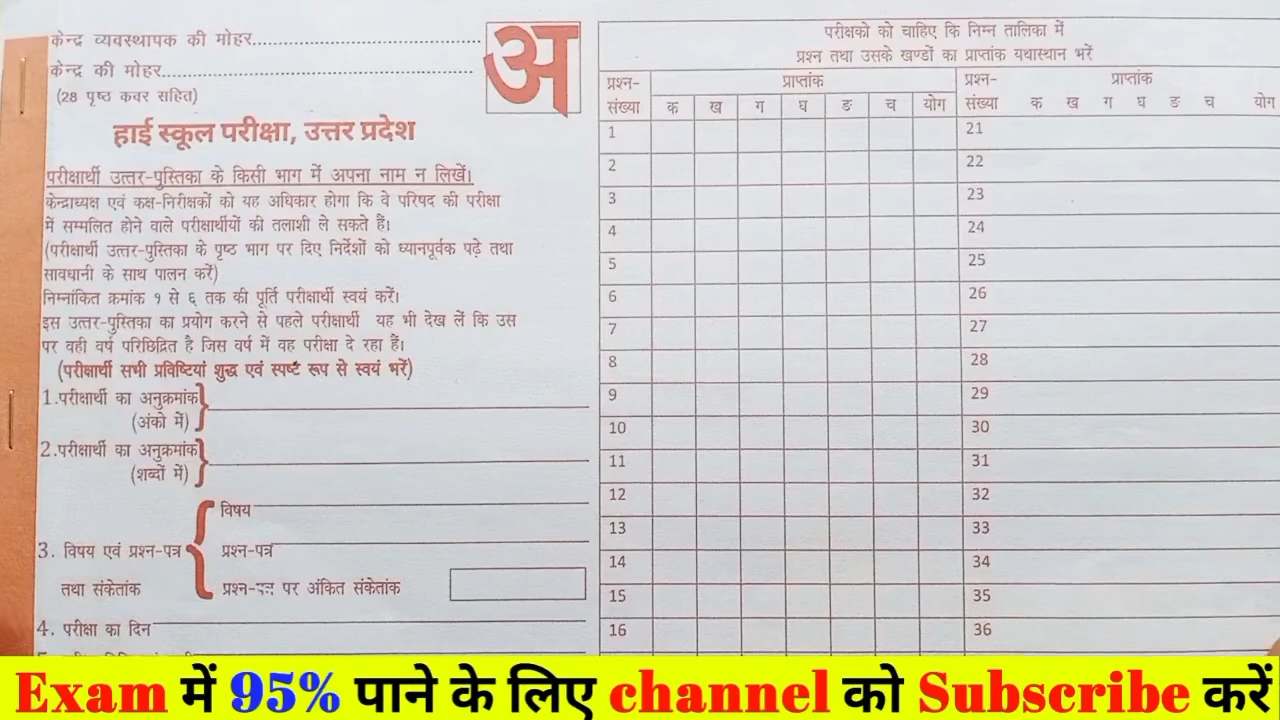 केन्द्र व्यवस्थापक की मोहर
केन्द्र की मोहर
(28 पृष्ठ कवर सहित)
अ
हाई स्कूल परीक्षा, उत्तर प्रदेश
परीक्षार्थी उत्तर-पुस्तिका के किसी भाग में अपना नाम न लिखें।
केन्द्राध्यक्ष एवं कक्ष-निरीक्षकों को यह अधिकार होगा कि वे परिषद की परीक्षा
में सम्मलित होने वाले परीक्षार्थीयों की तलाशी ले सकते हैं।
(परीक्षार्थी उत्तर-पुस्तिका के पृष्ठ भाग पर दिए निर्देशों को ध्यानपूर्वक पढ़े तथा
सावधानी के साथ पालन करें)
निम्नांकित क्रमांक १ से ६ तक की पूर्ति परीक्षार्थी स्वयं करें।
इस उत्तर-पुस्तिका का प्रयोग करने से पहले परीक्षार्थी यह भी देख लें कि उस
पर वही वर्ष परिछिद्रित है जिस वर्ष में वह परीक्षा दे रहा हैं।
(परीक्षार्थी सभी प्रविष्टियां शुद्ध एवं स्पष्ट रूप से स्वयं भरें)
1.परीक्षार्थी का अनुक्रमांक
(अंको में)
2.परीक्षार्थी का अनुक्रमांक
(शब्दों में)
विषय
3. विषय एवं प्रश्न-पत्र
प्रश्न-पत्र
तथा संकेतांक
प्रश्न-पत्र पर अंकित संकेतांक
4. परीक्षा का दिन
परीक्षको को चाहिए कि निम्न तालिका में
प्रश्न तथा उसके खण्डों का प्राप्तांक यथास्थान भरें
प्रश्न- प्राप्तांक प्रश्न- प्राप्तांक
संख्या क ख ग घ ङ च योग संख्या क ख ग घ ङ च योग
1 21
2 22
3 23
4 24
5 25
6 26
7 27
8 28
9 29
10 30
11 31
12 32
13 33
14 34
15 35
16 36
Exam में 95% पाने के लिए channel को Subscribe करें